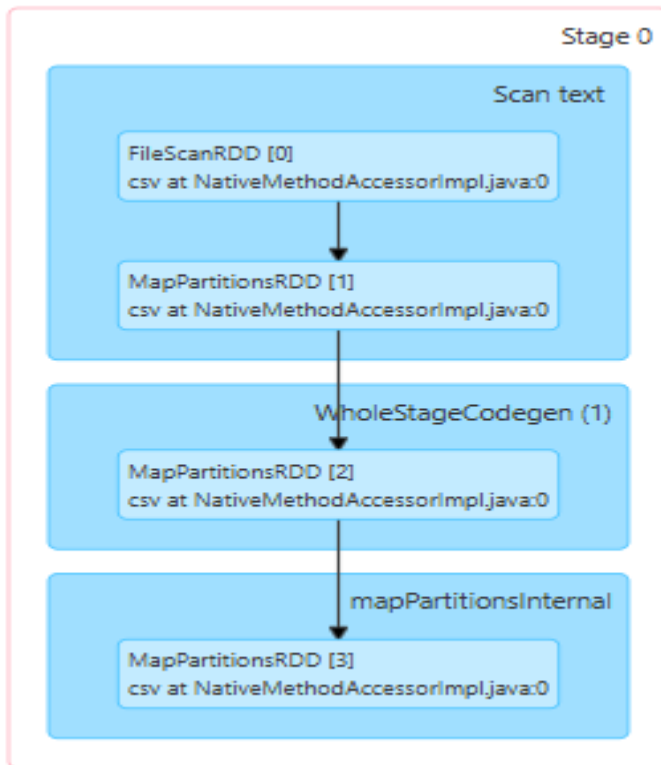 Stage 0
Scan text
FileScanRDD [0]
csv at NativeMethodAccessorImpl.java:0
MapPartitionsRDD [1]
csv at NativeMethodAccessorImpl.java:0
WholeStageCodegen (1)
MapPartitionsRDD [2]
csv at NativeMethodAccessorImpl.java:0
mapPartitionsInternal
MapPartitionsRDD [3]
csv at NativeMethodAccessorImpl.java:0